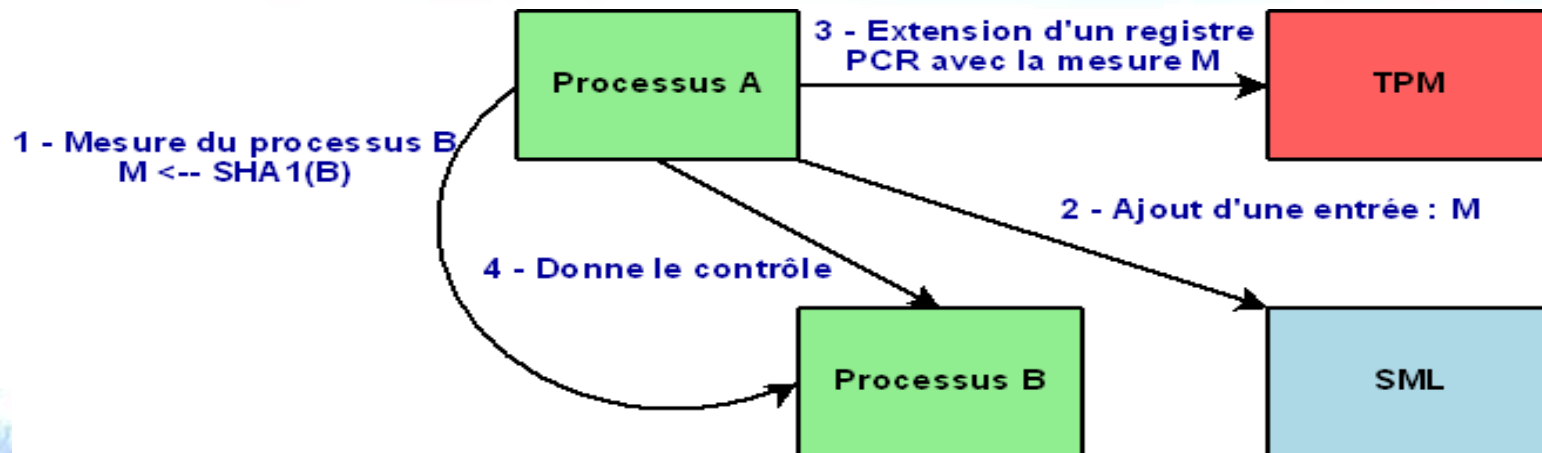 3 - Extension d'un registre
PCR avec la mesure M
Processus A
TPM
1 - Mesure du processus B
M <-- SHA1(B)
2 - Ajout d'une entrée : M
4 - Donne le contrôle
Processus B
SML